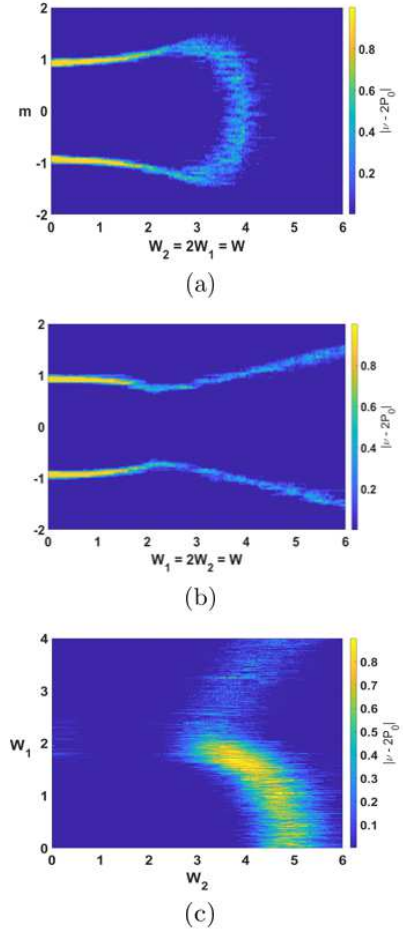 2
1
m 0
-1
-2
0 1 2 3 4 5 6
W₂ = 2W₁ = W
0.8
0.6
0.4
0.2
|ν - 2P₀|
(a)
2
1
0
-1
-2
0 1 2 3 4 5 6
W₁ = 2W₂ = W
0.8
0.6
0.4
0.2
|ν - 2P₀|
(b)
4
3
W₁ 2
1
0
0 1 2 3 4 5 6
W₂
0.8
0.7
0.6
0.5
0.4
0.3
0.2
0.1
|ν - 2P₀|
(c)